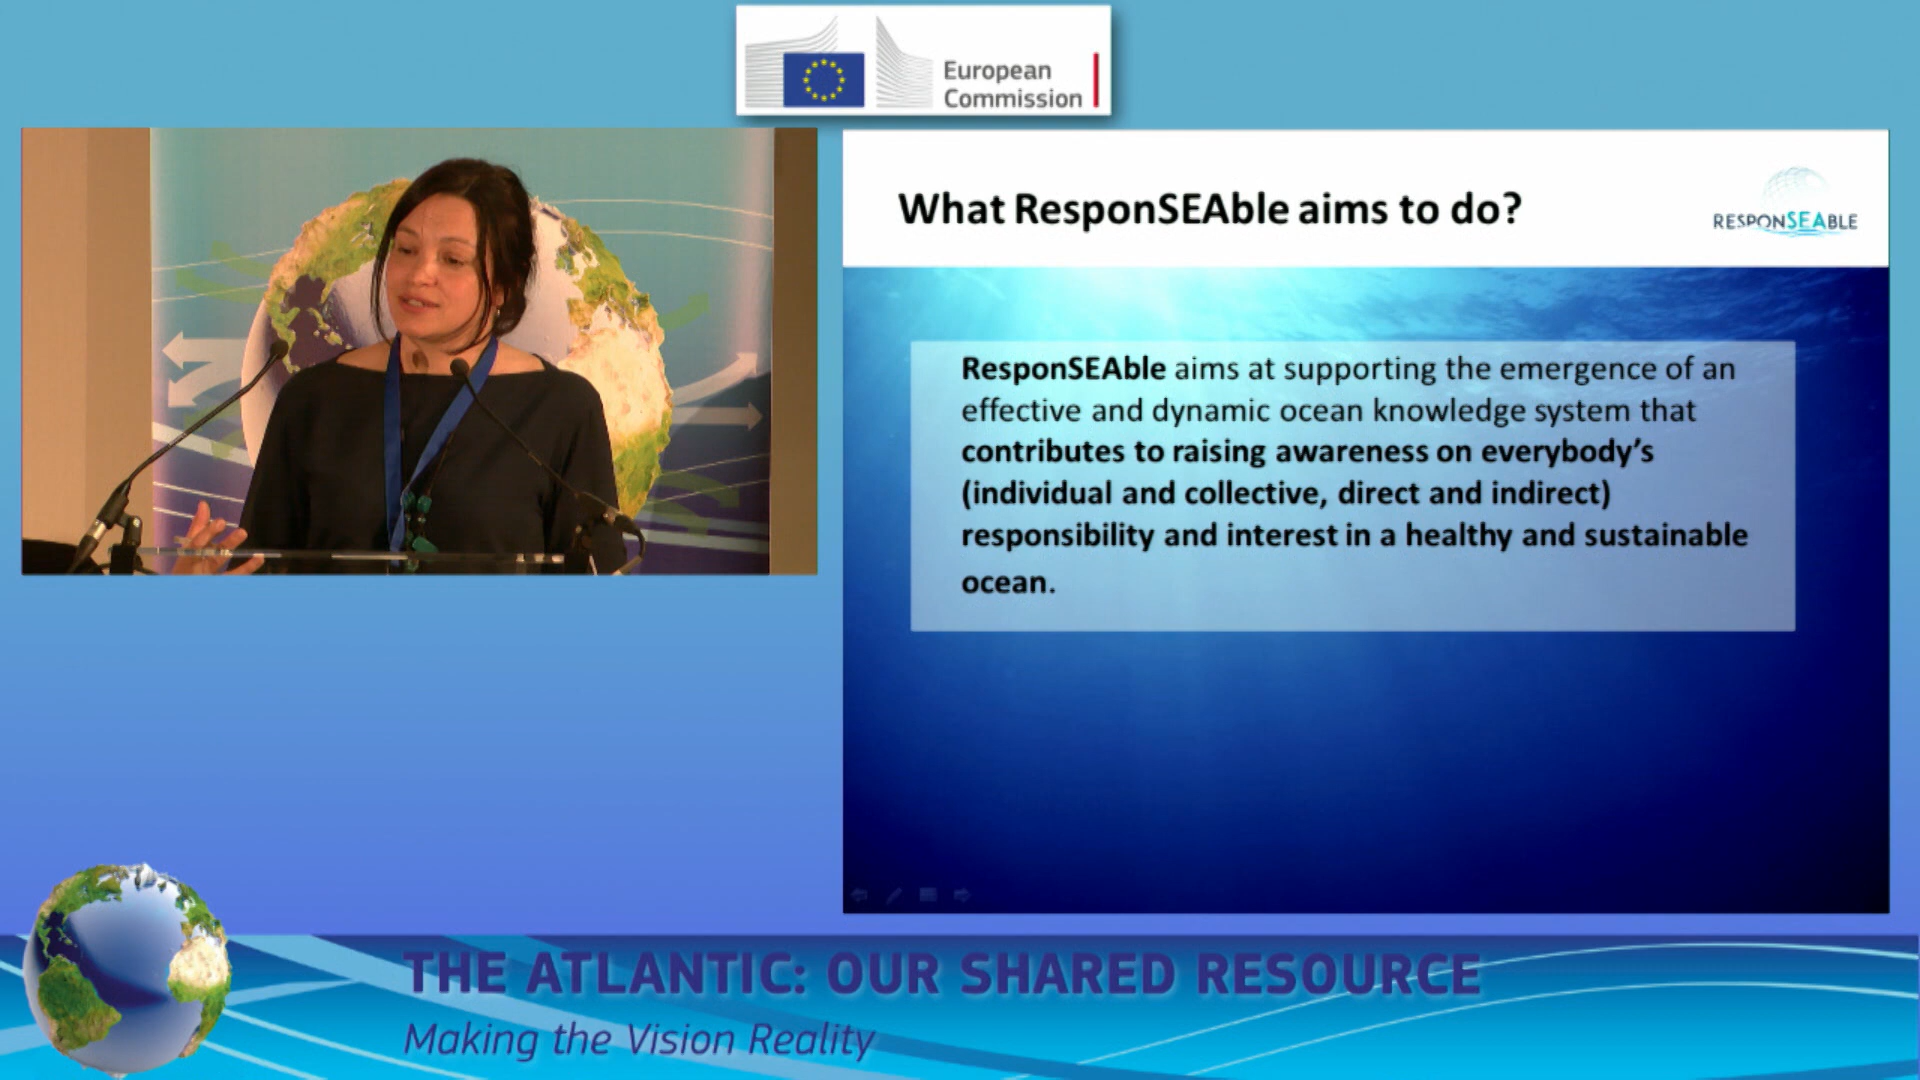 European
Commission
What ResponSEAble aims to do?
RESPONSEABLE
ResponSEAble aims at supporting the emergence of an
effective and dynamic ocean knowledge system that
contributes to raising awareness on everybody's
(individual and collective, direct and indirect)
responsibility and interest in a healthy and sustainable
ocean.
THE ATLANTIC: OUR SHARED RESOURCE
Making the Vision Reality